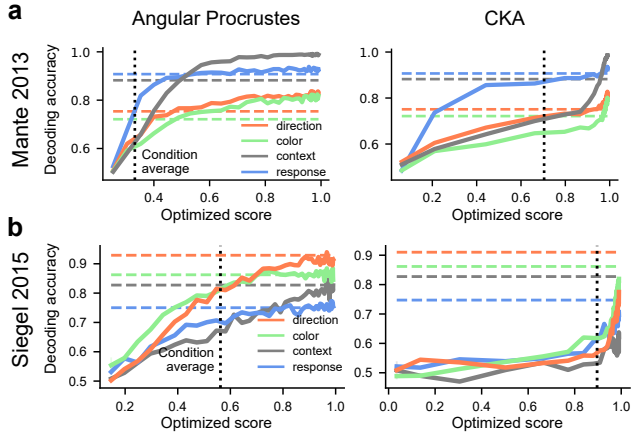 a
Angular Procrustes
CKA
Mante 2013
Decoding accuracy
1.0
0.8
0.6
direction
color
context
response
Condition
average
0.4
0.6
0.8
1.0
Optimized score
1.0
0.8
0.6
0.2
0.4
0.6
0.8
1.0
Optimized score
b
Siegel 2015
Decoding accuracy
0.9
0.8
0.7
0.6
0.5
direction
color
context
response
Condition
average
0.2
0.4
0.6
0.8
1.0
Optimized score
0.9
0.8
0.7
0.6
0.5
0.0
0.2
0.4
0.6
0.8
1.0
Optimized score